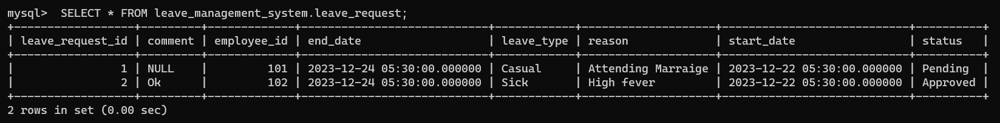 mysql>  SELECT * FROM leave_management_system.leave_request;
+------------------+---------+-------------+----------------------------+------------+--------------------+----------------------------+----------+
| leave_request_id | comment | employee_id | end_date                   | leave_type | reason             | start_date                 | status   |
+------------------+---------+-------------+----------------------------+------------+--------------------+----------------------------+----------+
|                1 | NULL    |         101 | 2023-12-24 05:30:00.000000 | Casual     | Attending Marraige | 2023-12-22 05:30:00.000000 | Pending  |
|                2 | Ok      |         102 | 2023-12-24 05:30:00.000000 | Sick       | High fever         | 2023-12-22 05:30:00.000000 | Approved |
+------------------+---------+-------------+----------------------------+------------+--------------------+----------------------------+----------+
2 rows in set (0.00 sec)